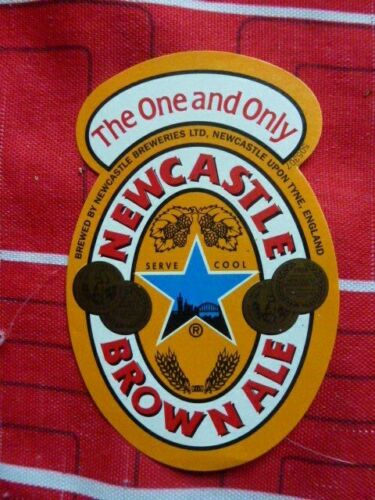 The One and Only
BREWED BY NEWCASTLE BREWERIES LTD, NEWCASTLE UPON TYNE, ENGLAND
NEWCASTLE
SERVE COOL
®
BROWN ALE